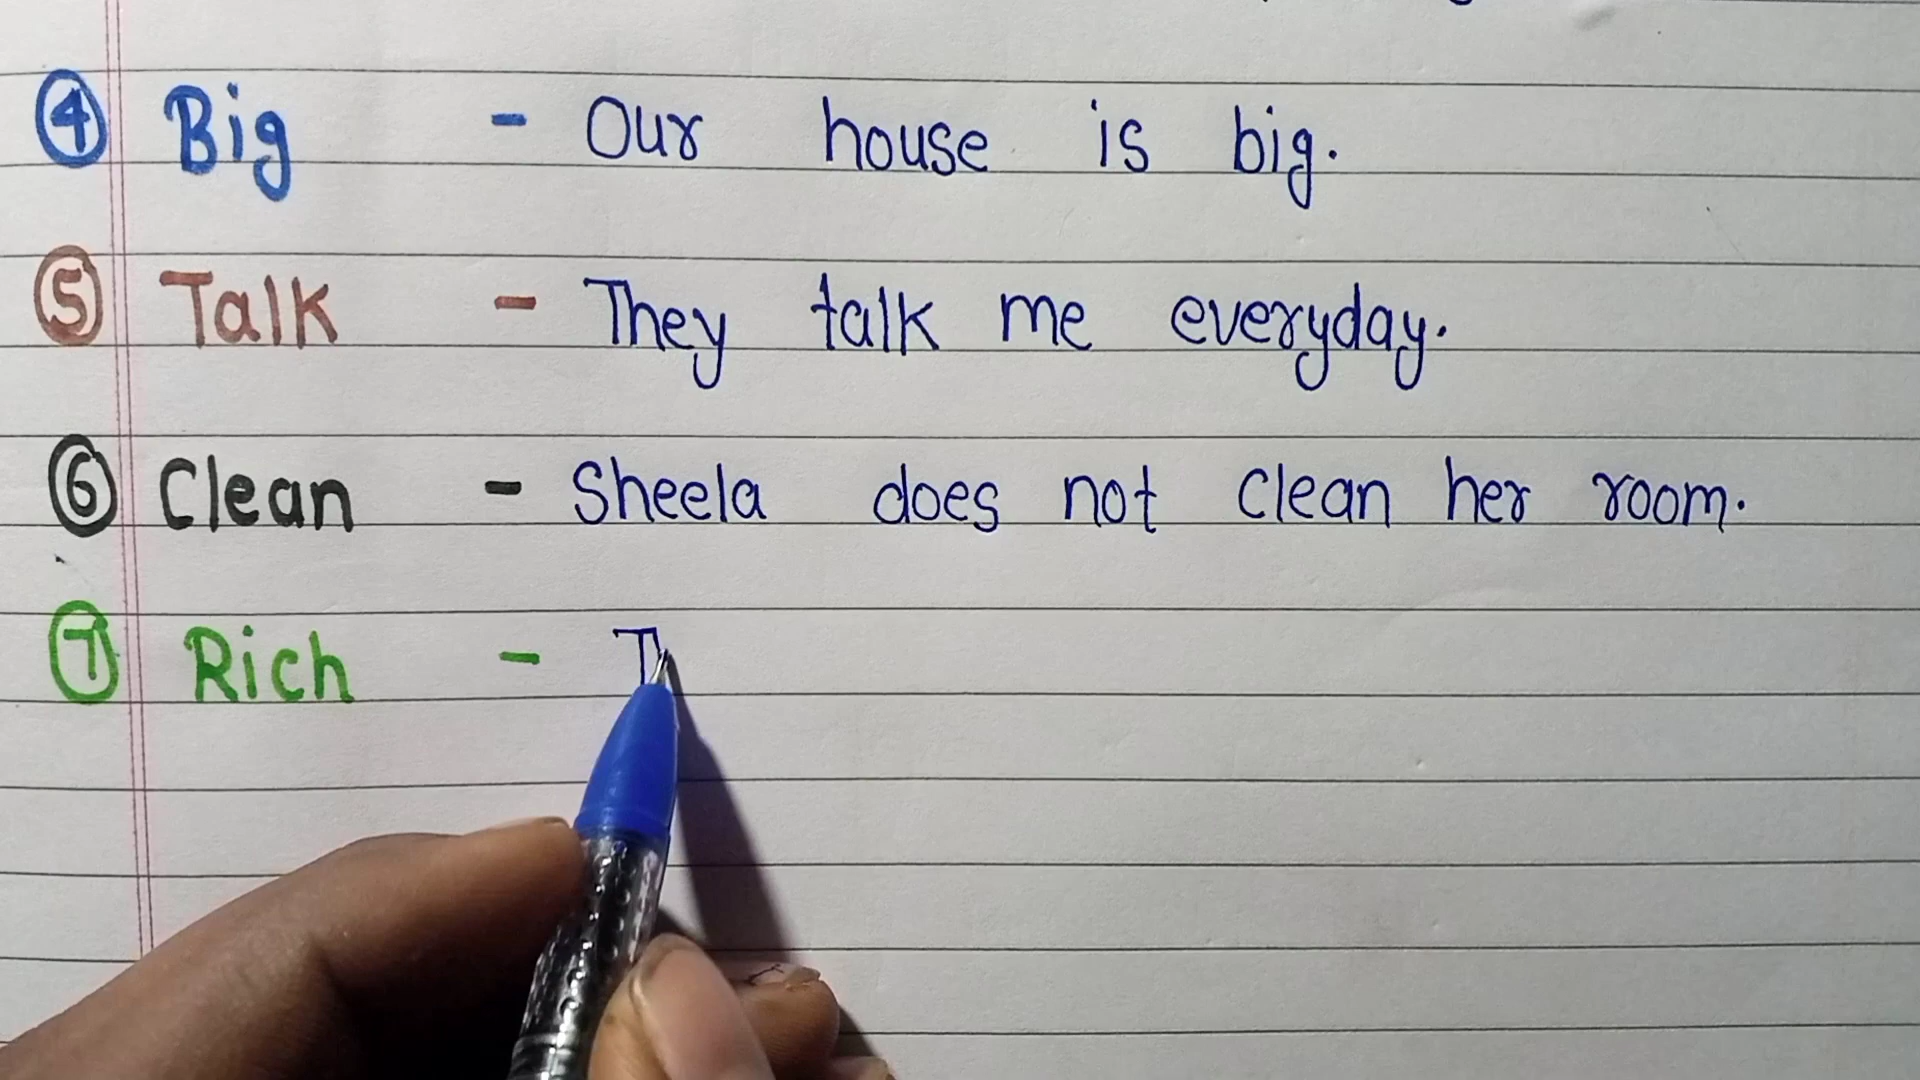 ④ Big - Our house is big.
⑤ Talk - They talk me everyday.
⑥ Clean - Sheela does not clean her room.
⑦ Rich - T